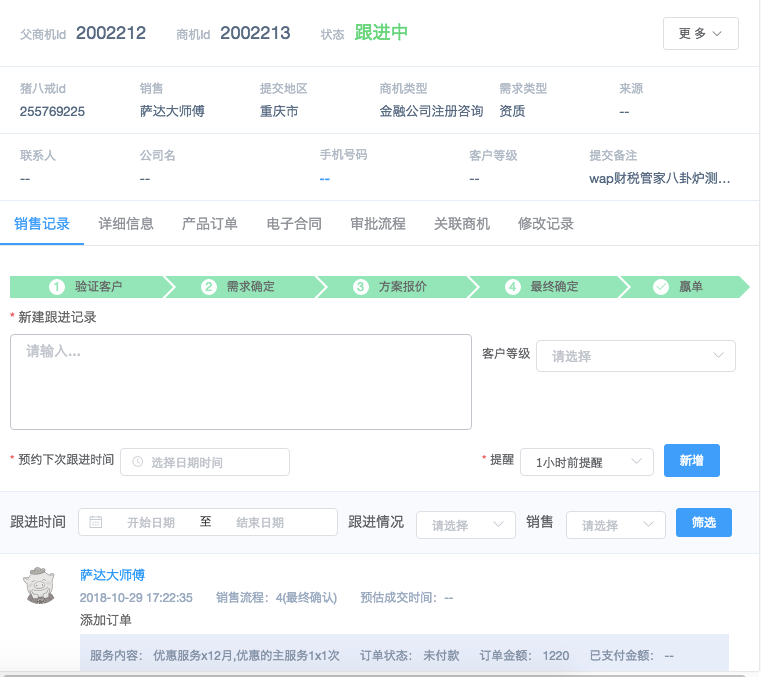 父商机Id 2002212 商机Id 2002213 状态 跟进中 更多
猪八戒id 销售 提交地区 商机类型 需求类型 来源
255769225 萨达大师傅 重庆市 金融公司注册咨询 资质 --
联系人 公司名 手机号码 客户等级 提交备注
-- -- -- -- wap财税管家八卦炉测...
销售记录 详细信息 产品订单 电子合同 审批流程 关联商机 修改记录
1 验证客户 2 需求确定 3 方案报价 4 最终确定 赢单
* 新建跟进记录
请输入... 客户等级 请选择
* 预约下次跟进时间 选择日期时间 * 提醒 1小时前提醒 新增
跟进时间 开始日期 至 结束日期 跟进情况 请选择 销售 请选择 筛选
萨达大师傅
2018-10-29 17:22:35 销售流程：4(最终确认) 预估成交时间：--
添加订单
服务内容： 优惠服务x12月,优惠的主服务1x1次 订单状态： 未付款 订单金额： 1220 已支付金额： --